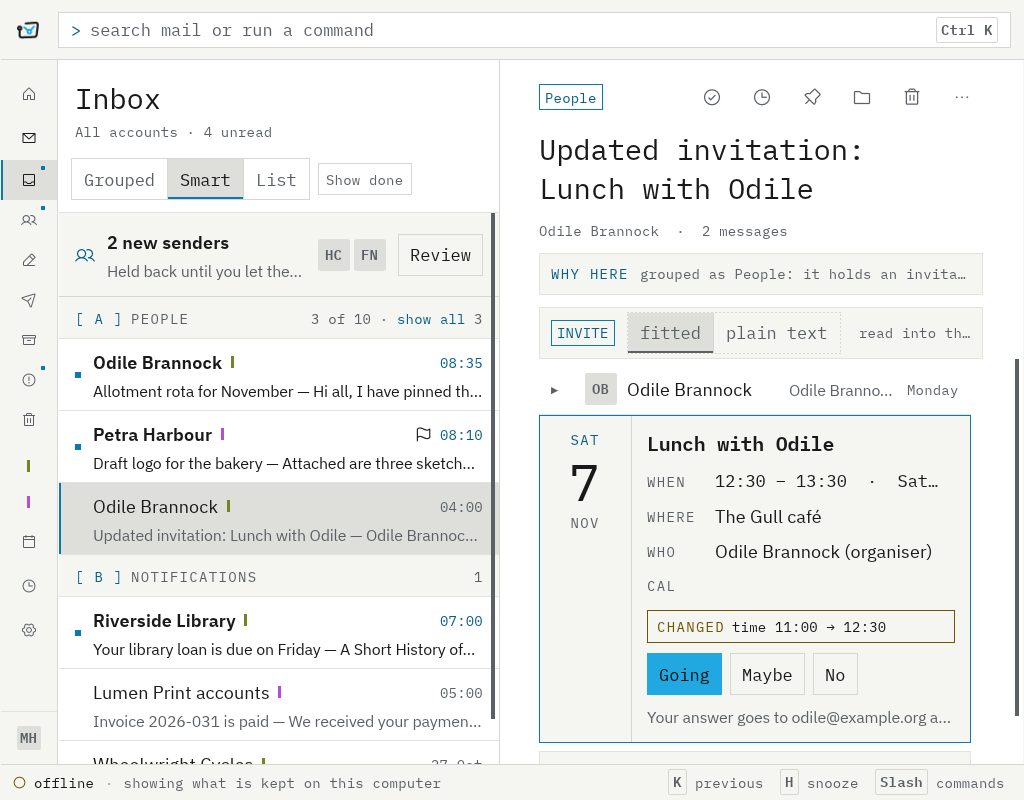 > search mail or run a command Ctrl K
Inbox
All accounts · 4 unread
Grouped Smart List Show done
2 new senders
Held back until you let the…
HC FN Review
[ A ] PEOPLE 3 of 10 · show all 3
Odile Brannock 08:35
Allotment rota for November — Hi all, I have pinned th…
Petra Harbour 08:10
Draft logo for the bakery — Attached are three sketch…
Odile Brannock 04:00
Updated invitation: Lunch with Odile — Odile Brannoc…
[ B ] NOTIFICATIONS 1
Riverside Library 07:00
Your library loan is due on Friday — A Short History of…
Lumen Print accounts 05:00
Invoice 2026-031 is paid — We received your paymen…
MH
People
Updated invitation:
Lunch with Odile
Odile Brannock · 2 messages
WHY HERE grouped as People: it holds an invita…
INVITE fitted plain text read into th…
▸ OB Odile Brannock Odile Branno… Monday
SAT
7
NOV
Lunch with Odile
WHEN 12:30 – 13:30 · Sat…
WHERE The Gull café
WHO Odile Brannock (organiser)
CAL
CHANGED time 11:00 → 12:30
Going Maybe No
Your answer goes to odile@example.org a…
offline · showing what is kept on this computer
K previous H snooze Slash commands